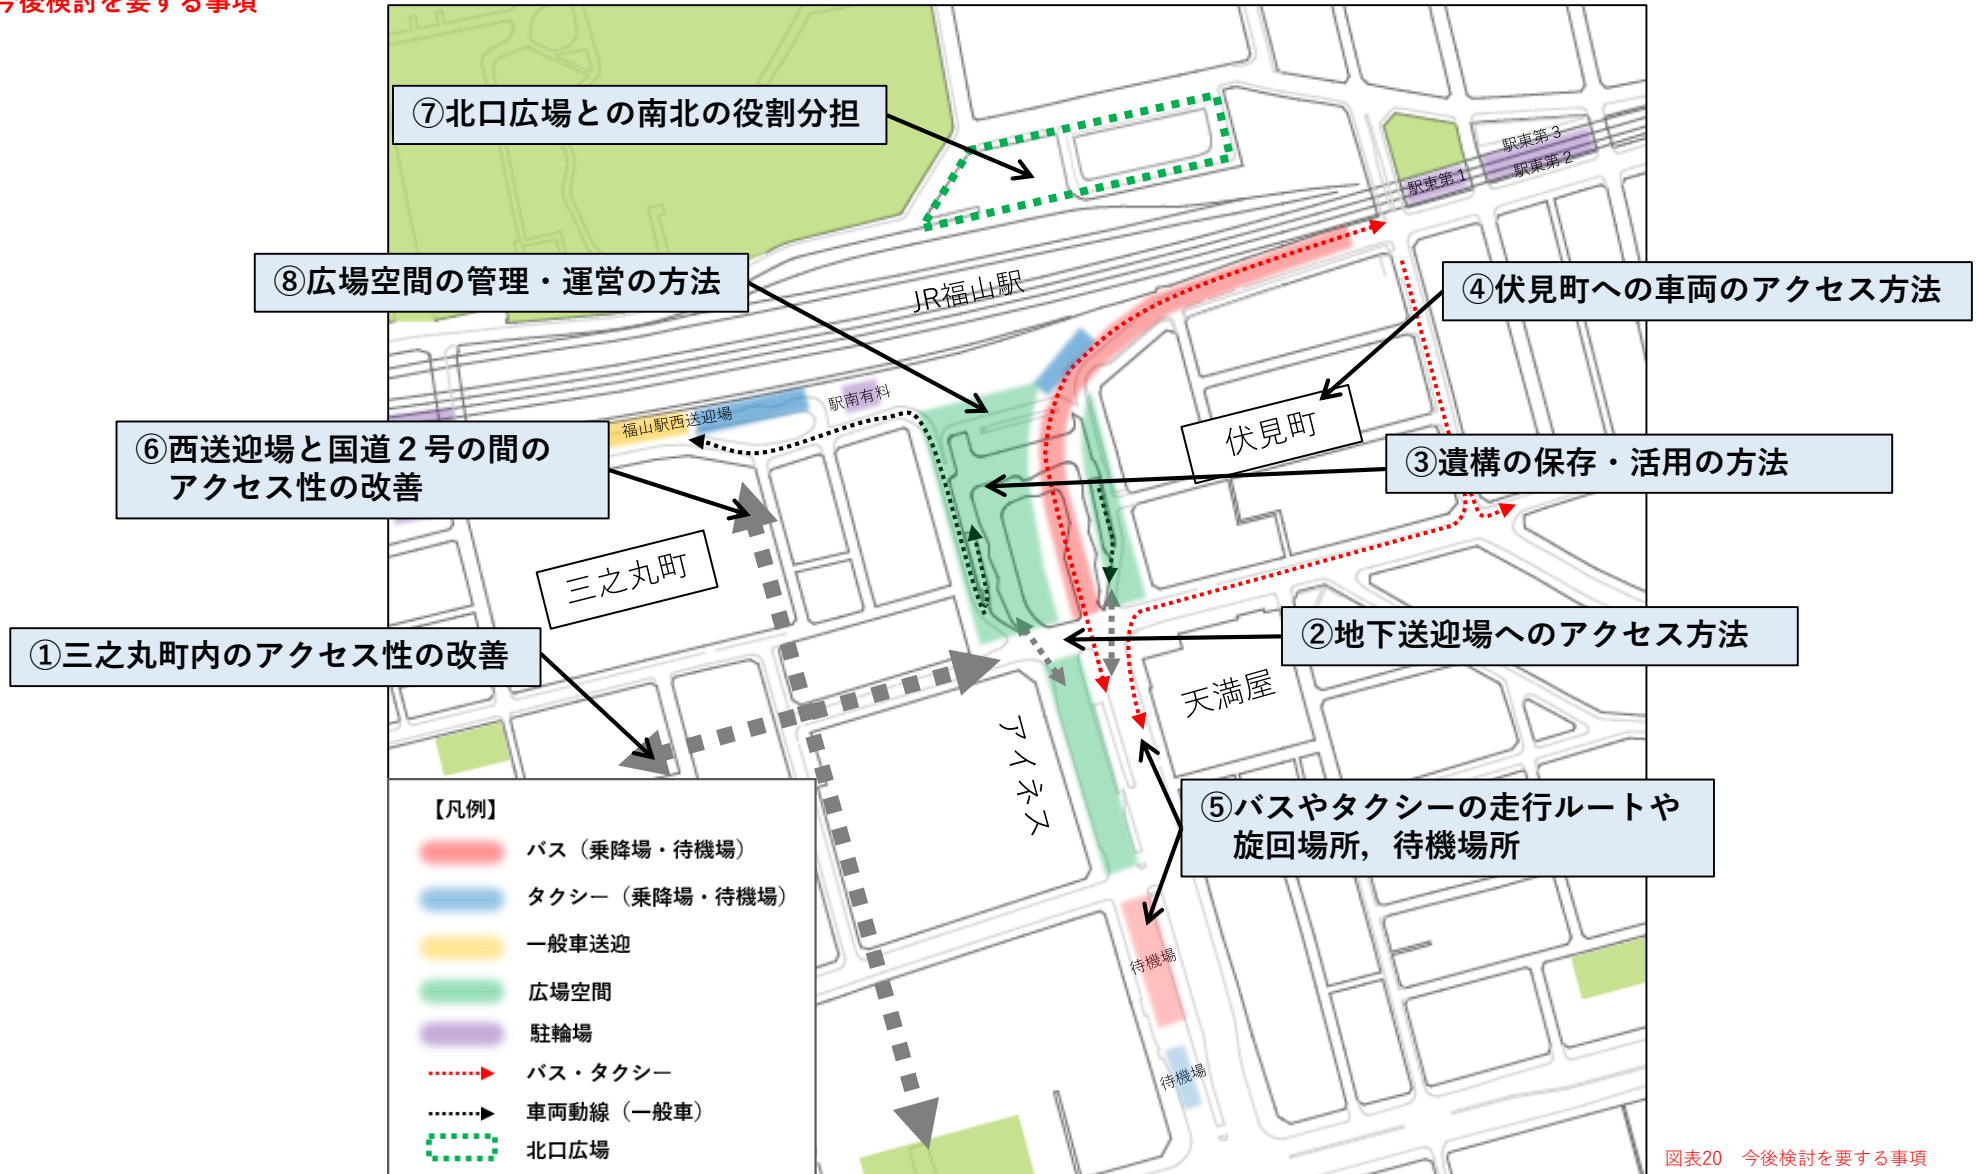 今後検討を要する事項
⑦北口広場との南北の役割分担
駅東第３
駅東第２
駅東第１
⑧広場空間の管理・運営の方法
JR福山駅
④伏見町への車両のアクセス方法
駅南有料
福山駅西送迎場
伏見町
⑥西送迎場と国道２号の間の
アクセス性の改善
③遺構の保存・活用の方法
三之丸町
①三之丸町内のアクセス性の改善
②地下送迎場へのアクセス方法
天満屋
アイネス
⑤バスやタクシーの走行ルートや
旋回場所，待機場所
待機場
待機場
【凡例】
バス（乗降場・待機場）
タクシー（乗降場・待機場）
一般車送迎
広場空間
駐輪場
バス・タクシー
車両動線（一般車）
北口広場
図表20　今後検討を要する事項